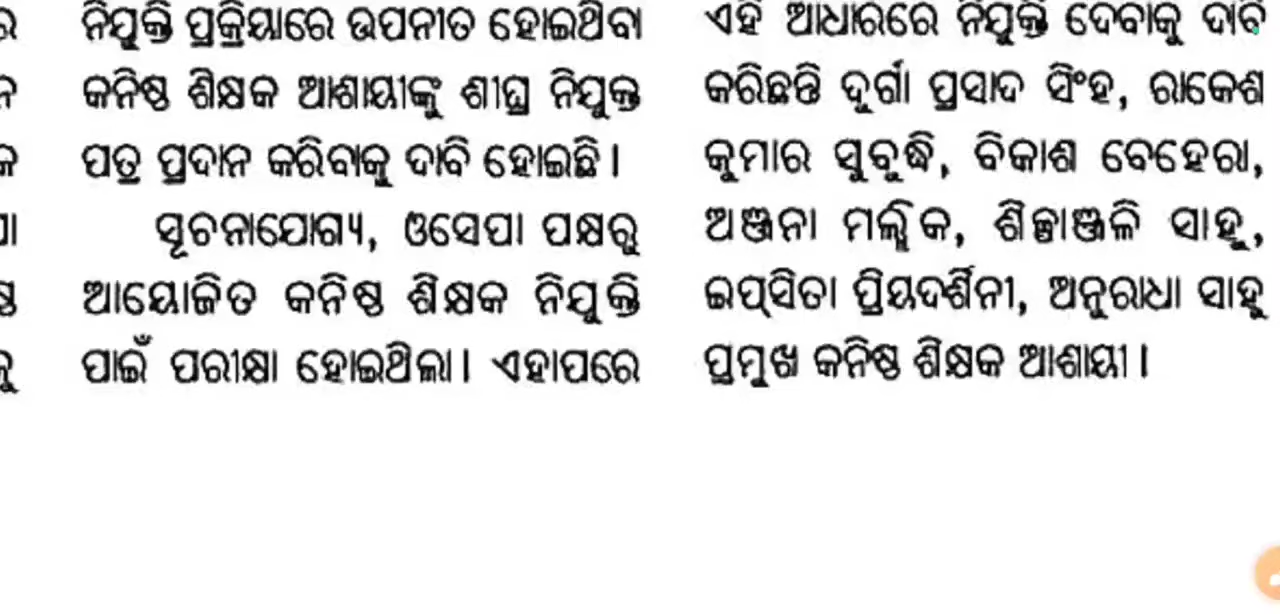 ର
ନ
କ
ପା
ଷ୍ଠ
କୁ
ନିଯୁକ୍ତି ପ୍ରକ୍ରିୟାରେ ଉପନୀତ ହୋଇଥିବା
କନିଷ୍ଠ ଶିକ୍ଷକ ଆଶାୟୀଙ୍କୁ ଶୀଘ୍ର ନିଯୁକ୍ତ
ପତ୍ର ପ୍ରଦାନ କରିବାକୁ ଦାବି ହୋଇଛି।
ସୂଚନାଯୋଗ୍ୟ, ଓସେପା ପକ୍ଷରୁ
ଆୟୋଜିତ କନିଷ୍ଠ ଶିକ୍ଷକ ନିଯୁକ୍ତି
ପାଇଁ ପରୀକ୍ଷା ହୋଇଥିଲା। ଏହାପରେ
ଏହି ଆଧାରରେ ନିଯୁକ୍ତି ଦେବାକୁ ଦାବି
କରିଛନ୍ତି ଦୁର୍ଗା ପ୍ରସାଦ ସିଂହ, ରାକେଶ
କୁମାର ସୁବୁଦ୍ଧି, ବିକାଶ ବେହେରା,
ଅଞ୍ଜନା ମଲ୍ଲିକ, ଶିଳ୍ପାଞ୍ଜଳି ସାହୁ,
ଇପ୍‌ସିତା ପ୍ରିୟଦର୍ଶିନୀ, ଅନୁରାଧା ସାହୁ
ପ୍ରମୁଖ କନିଷ୍ଠ ଶିକ୍ଷକ ଆଶାୟୀ।